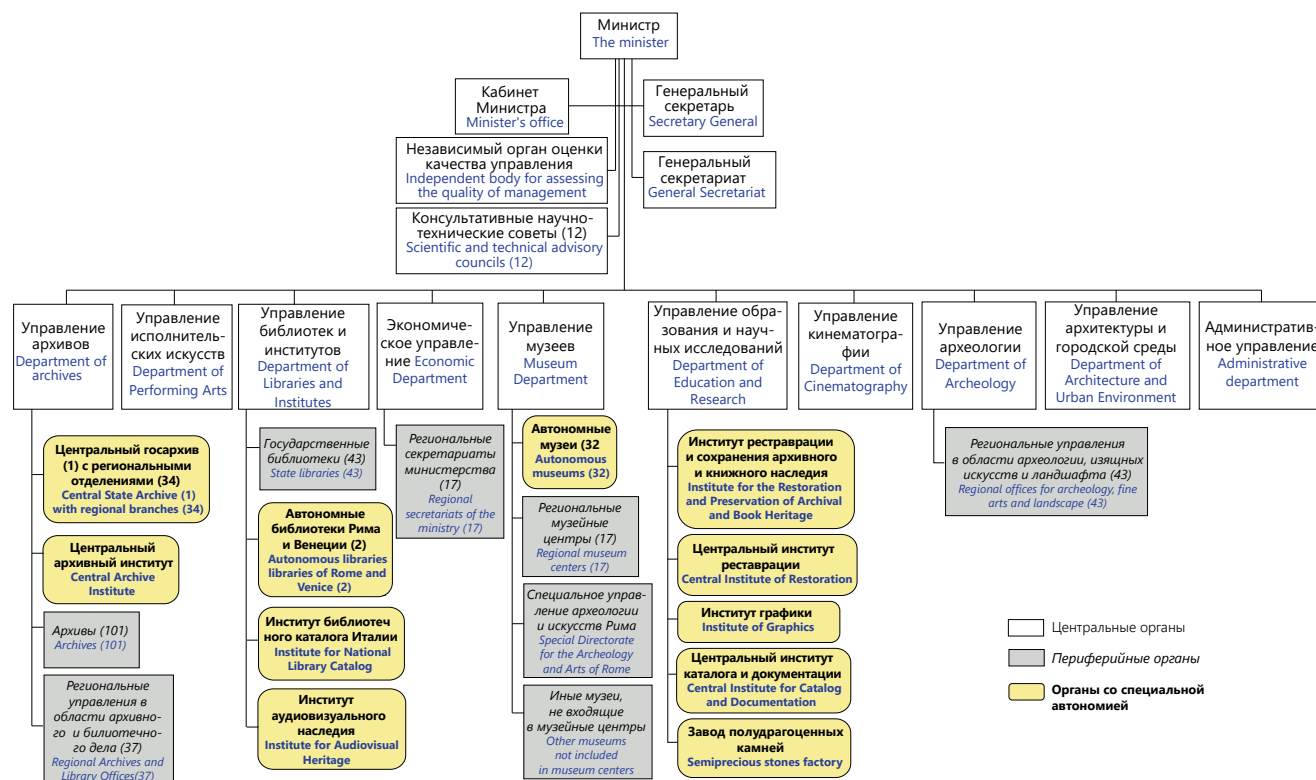 Министр
The minister
Кабинет
Министра
Minister's office
Генеральный
секретарь
Secretary General
Независимый орган оценки
качества управления
Independent body for assessing
the quality of management
Генеральный
секретариат
General Secretariat
Консультативные научно-
технические советы (12)
Scientific and technical advisory
councils (12)
Управление
архивов
Department of
archives
Управление
исполнитель-
ских искусств
Department of
Performing Arts
Управление
библиотек и
институтов
Department of
Libraries and
Institutes
Экономиче-
ское управле-
ние Economic
Department
Управление
музеев
Museum
Department
Управление обра-
зования и науч-
ных исследований
Department of
Education and
Research
Управление
кинематогра-
фии
Department of
Cinematography
Управление
археологии
Department of
Archeology
Управление
архитектуры и
городской среды
Department of
Architecture and
Urban Environment
Административ-
ное управление
Administrative
department
Центральный госархив
(1) с региональными
отделениями (34)
Central State Archive (1)
with regional branches (34)
Центральный
архивный институт
Central Archive
Institute
Архивы (101)
Archives (101)
Региональные
управления в
области архивно-
го и билиотечно-
го дела (37)
Regional Archives and
Library Offices(37)
Государственные
библиотеки (43)
State libraries (43)
Автономные
библиотеки Рима
и Венеции (2)
Autonomous libraries
libraries of Rome and
Venice (2)
Институт библиотеч
ного каталога Италии
Institute for National
Library Catalog
Институт
аудиовизуального
наследия
Institute for Audiovisual
Heritage
Региональные
секретариаты
министерства
(17)
Regional
secretariats of the
ministry (17)
Автономные
музеи (32
Autonomous
museums (32)
Региональные
музейные
центры (17)
Regional museum
centers (17)
Специальное управ-
ление археологии
и искусств Рима
Special Directorate
for the Archeology
and Arts of Rome
Иные музеи,
не входящие
в музейные центры
Other museums
not included
in museum centers
Институт реставрации
и сохранения архивного
и книжного наследия
Institute for the Restoration
and Preservation of Archival
and Book Heritage
Центральный институт
реставрации
Central Institute of Restoration
Институт графики
Institute of Graphics
Центральный институт
каталога и документации
Central Institute for Catalog
and Documentation
Завод полудрагоценных
камней
Semiprecious stones factory
Региональные управления
в области археологии, изящных
искусств и ландшафта (43)
Regional offices for archeology, fine
arts and landscape (43)
Центральные органы
Периферийные органы
Органы со специальной
автономией